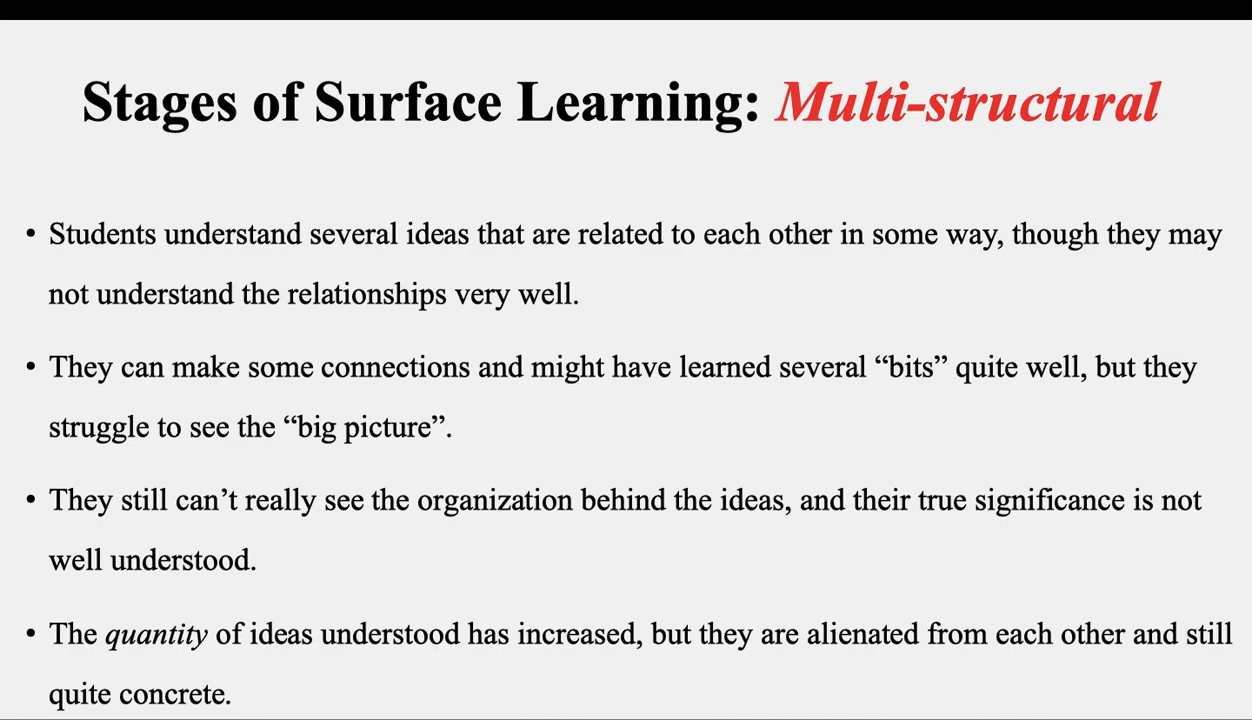 Stages of Surface Learning: Multi-structural
• Students understand several ideas that are related to each other in some way, though they may
not understand the relationships very well.
• They can make some connections and might have learned several “bits” quite well, but they
struggle to see the “big picture”.
• They still can’t really see the organization behind the ideas, and their true significance is not
well understood.
• The quantity of ideas understood has increased, but they are alienated from each other and still
quite concrete.